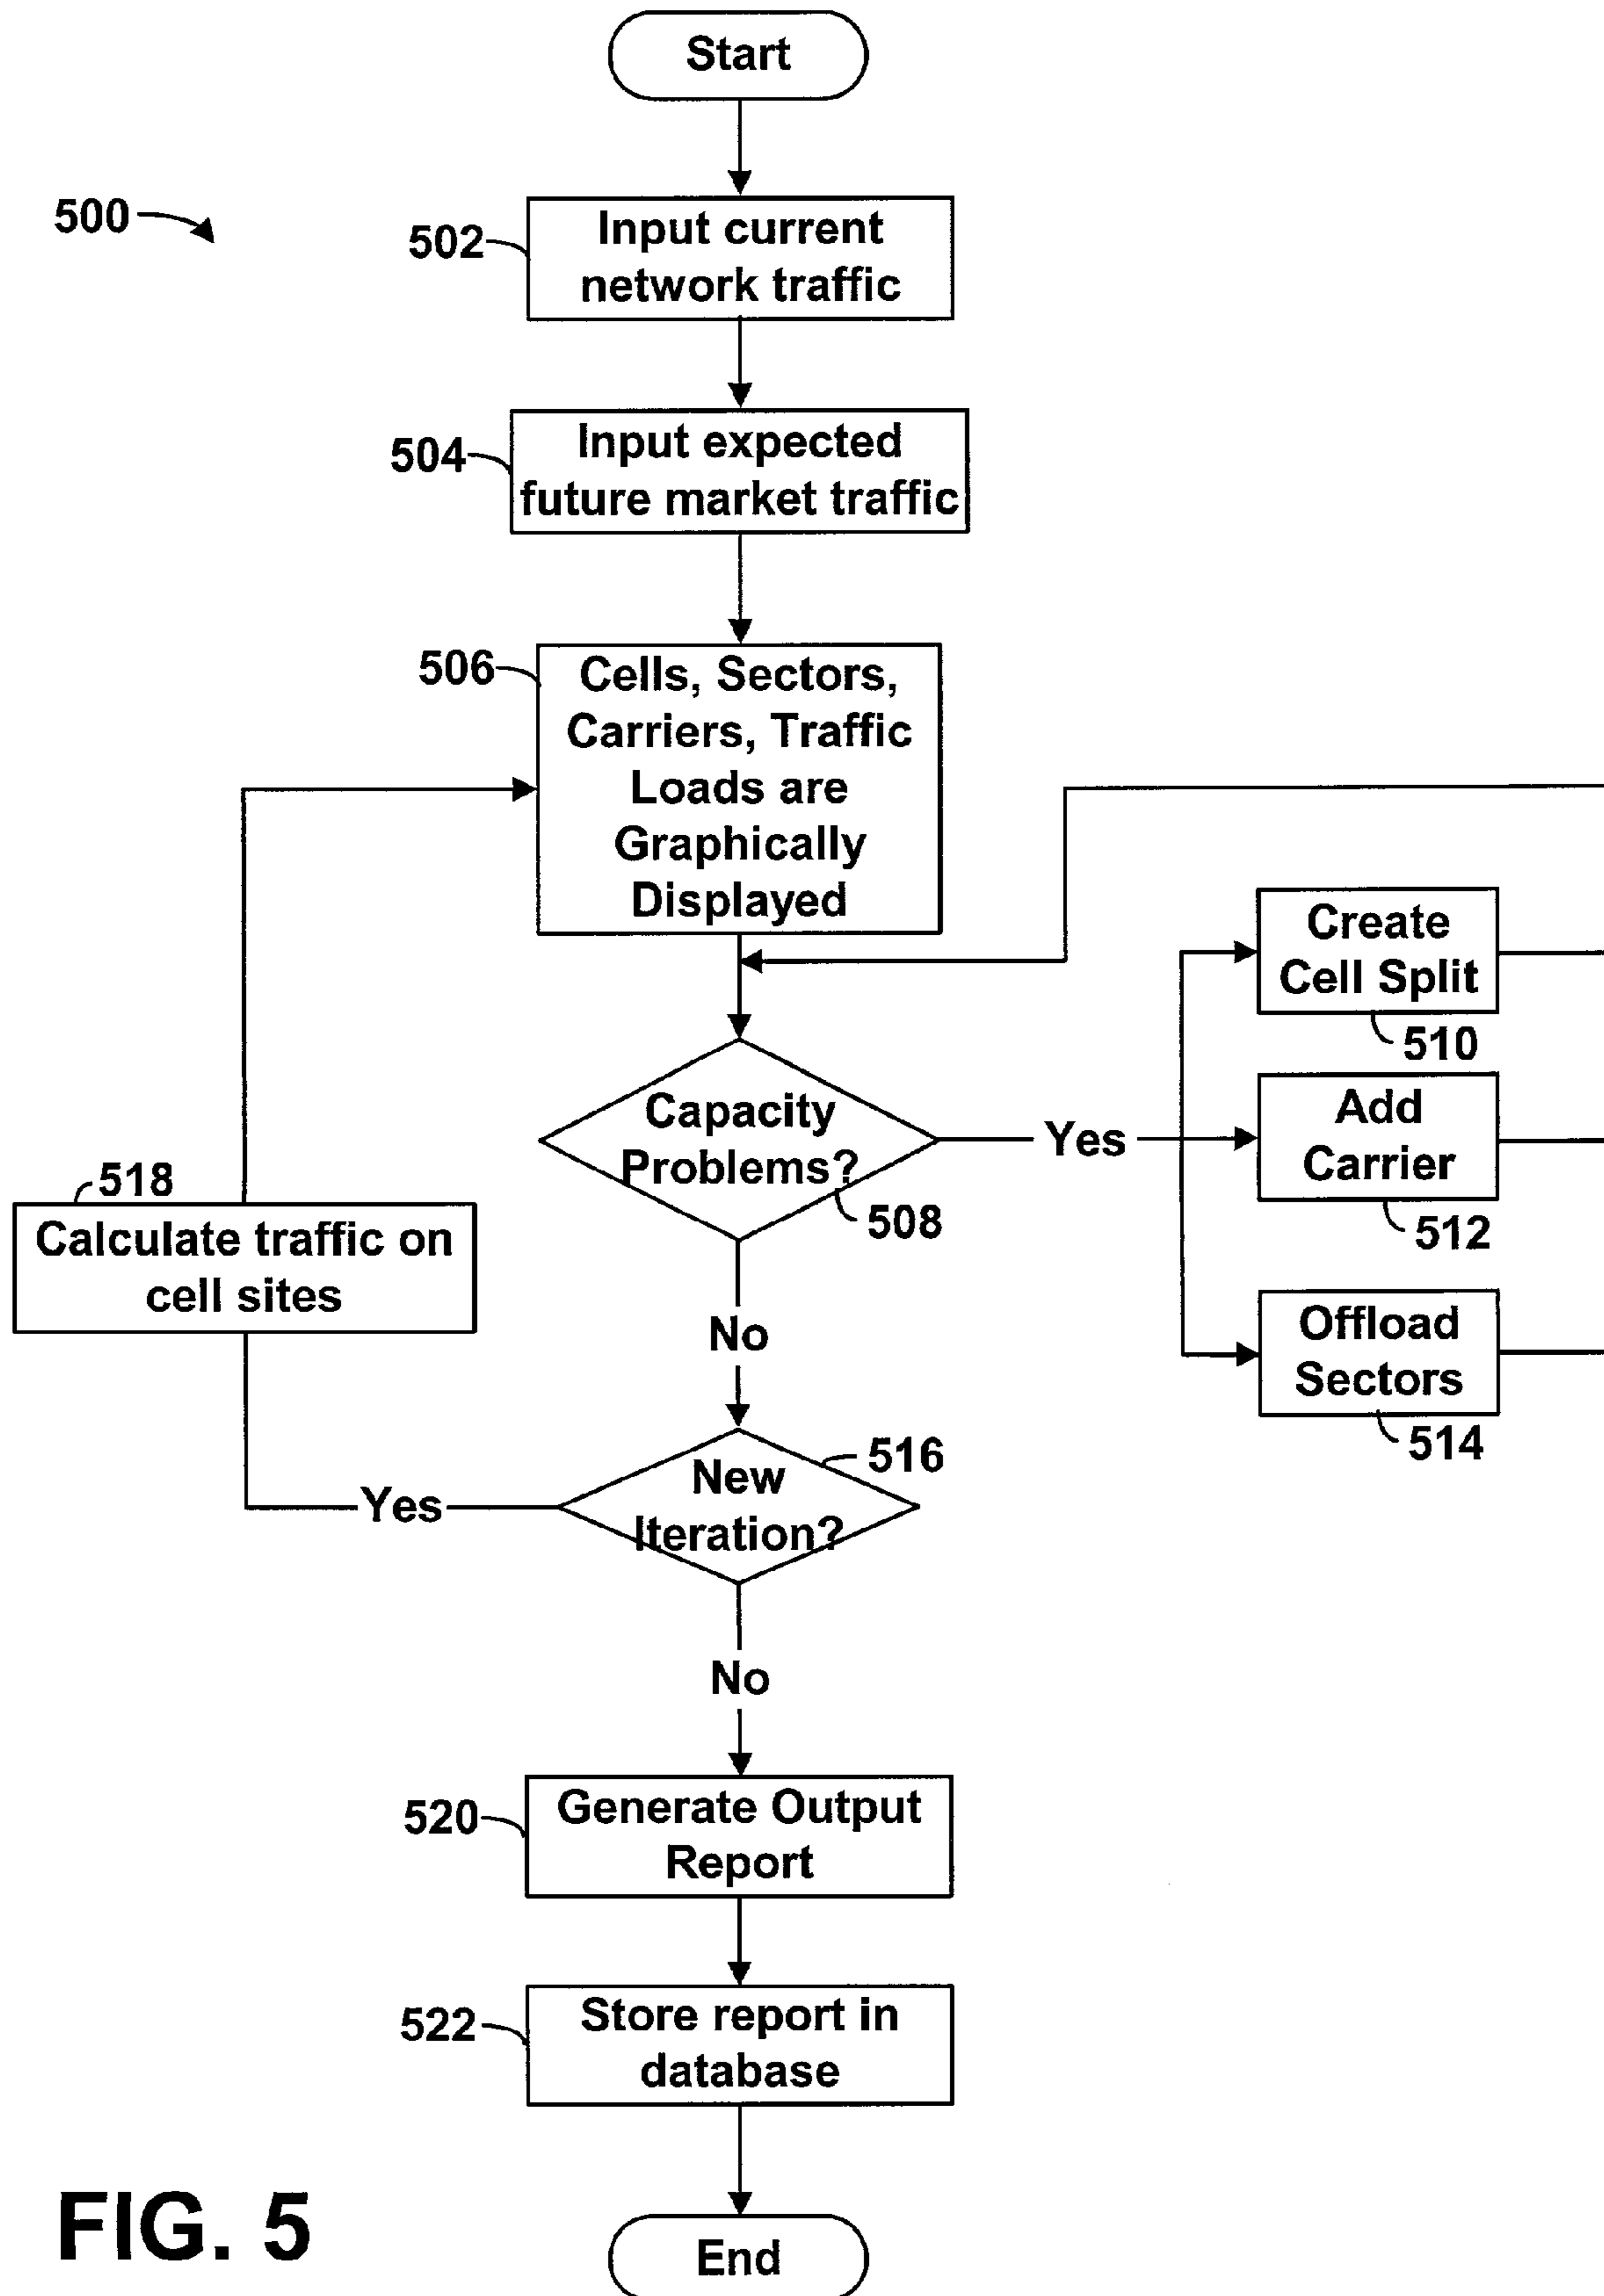 Start
500
502
Input current
network traffic
504
Input expected
future market traffic
506
Cells, Sectors,
Carriers, Traffic
Loads are
Graphically
Displayed
Create
Cell Split
510
Capacity
Problems?
508
Yes
Add
Carrier
512
518
Calculate traffic on
cell sites
No
Offload
Sectors
514
516
New
Iteration?
Yes
No
520
Generate Output
Report
522
Store report in
database
End
FIG. 5